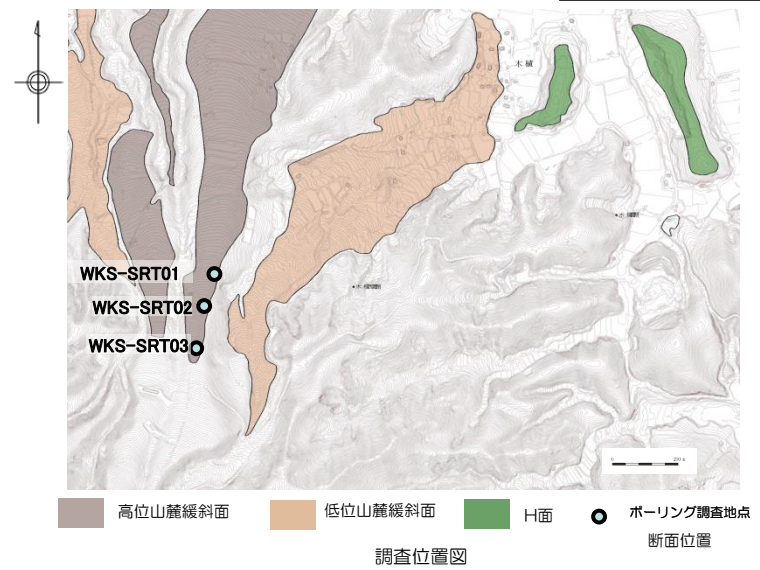 木植
WKS-SRT01
WKS-SRT02
WKS-SRT03
0 200 m
高位山麓緩斜面
低位山麓緩斜面
H面
ボーリング調査地点
断面位置
調査位置図